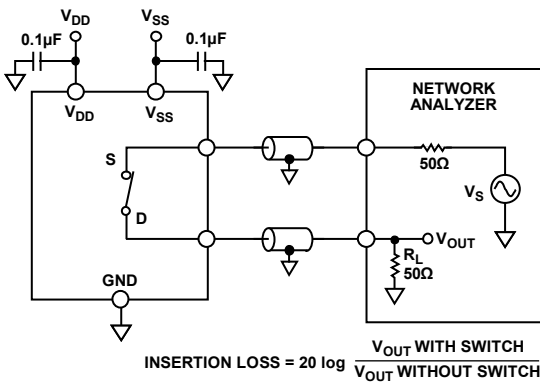 VDD
VSS
0.1µF
0.1µF
VDD
VSS
NETWORK
ANALYZER
S
D
50Ω
VS
VOUT
RL
50Ω
GND
INSERTION LOSS = 20 log VOUT WITH SWITCH
VOUT WITHOUT SWITCH